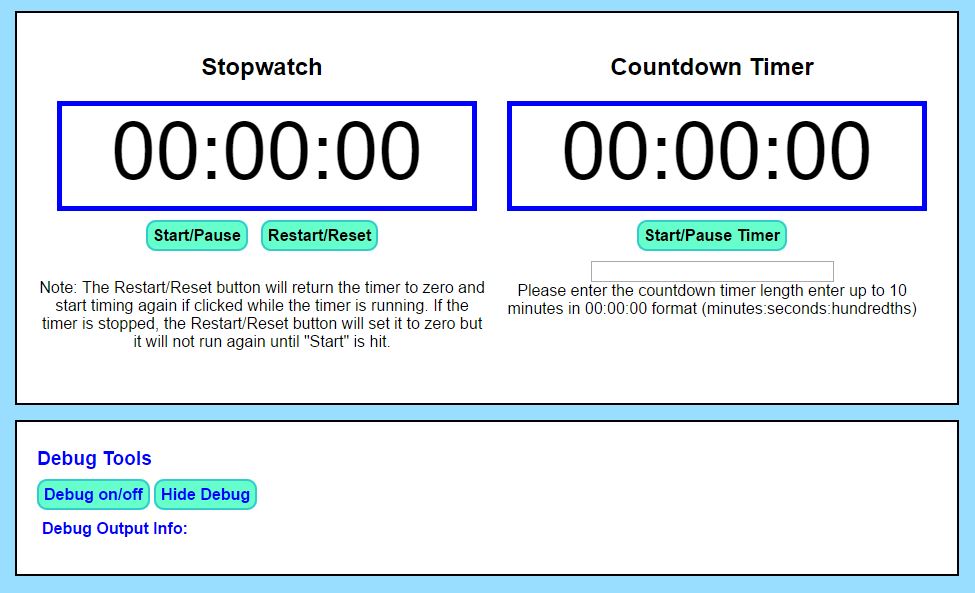 Stopwatch
00:00:00
Start/Pause Restart/Reset
Note: The Restart/Reset button will return the timer to zero and
start timing again if clicked while the timer is running. If the
timer is stopped, the Restart/Reset button will set it to zero but
it will not run again until "Start" is hit.
Countdown Timer
00:00:00
Start/Pause Timer
Please enter the countdown timer length enter up to 10
minutes in 00:00:00 format (minutes:seconds:hundredths)
Debug Tools
Debug on/off Hide Debug
Debug Output Info: